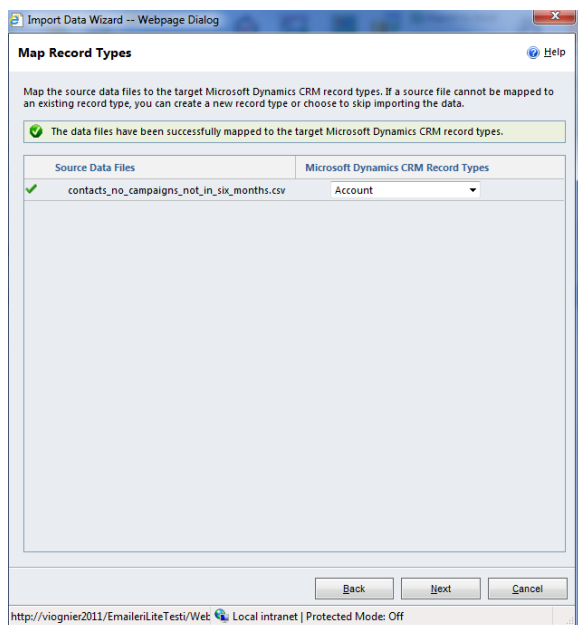 Import Data Wizard -- Webpage Dialog
Map Record Types
Help
Map the source data files to the target Microsoft Dynamics CRM record types. If a source file cannot be mapped to
an existing record type, you can create a new record type or choose to skip importing the data.
The data files have been successfully mapped to the target Microsoft Dynamics CRM record types.
Source Data Files Microsoft Dynamics CRM Record Types
contacts_no_campaigns_not_in_six_months.csv Account
Back Next Cancel
http://viognier2011/EmaileriLiteTesti/Wet Local intranet | Protected Mode: Off